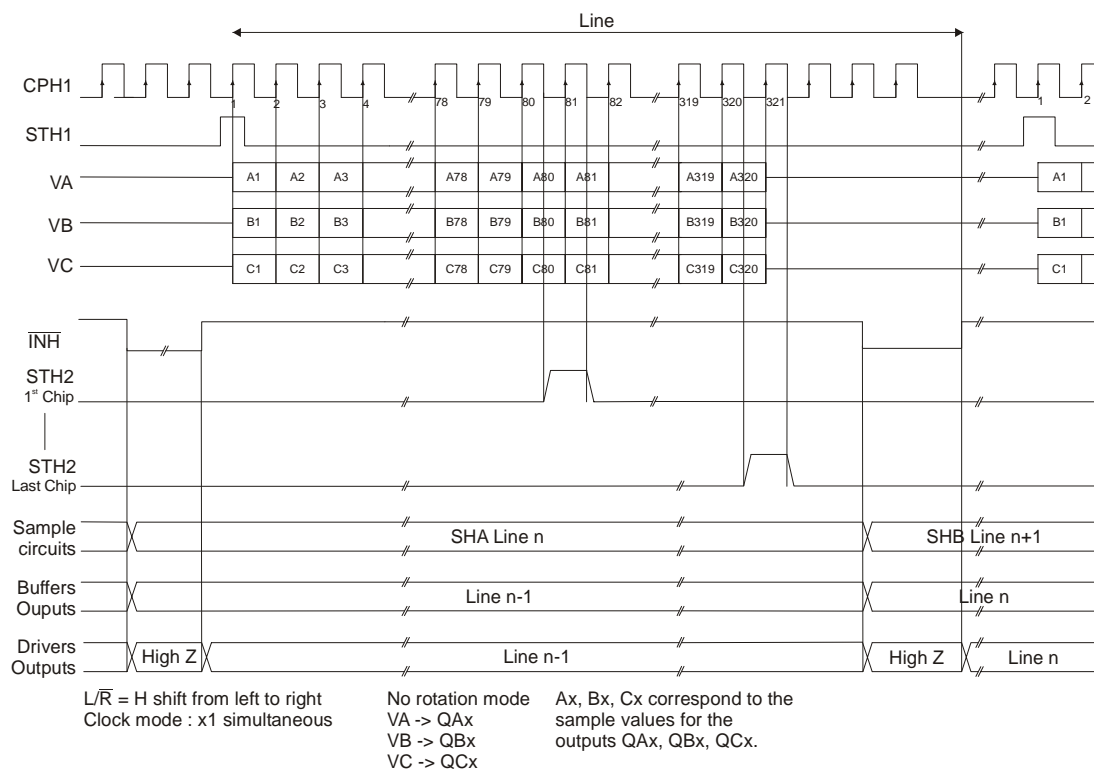 Line
CPH1
1 2 3 4 78 79 80 81 82 319 320 321 1 2
STH1
VA A1 A2 A3 A78 A79 A80 A81 A319 A320 A1
VB B1 B2 B3 B78 B79 B80 B81 B319 B320 B1
VC C1 C2 C3 C78 C79 C80 C81 C319 C320 C1
INH
STH2
1st Chip
STH2
Last Chip
Sample
circuits
SHA Line n SHB Line n+1
Buffers
Ouputs
Line n-1 Line n
Drivers
Outputs
High Z Line n-1 High Z Line n
L/R = H shift from left to right
Clock mode : x1 simultaneous
No rotation mode
VA -> QAx
VB -> QBx
VC -> QCx
Ax, Bx, Cx correspond to the
sample values for the
outputs QAx, QBx, QCx.